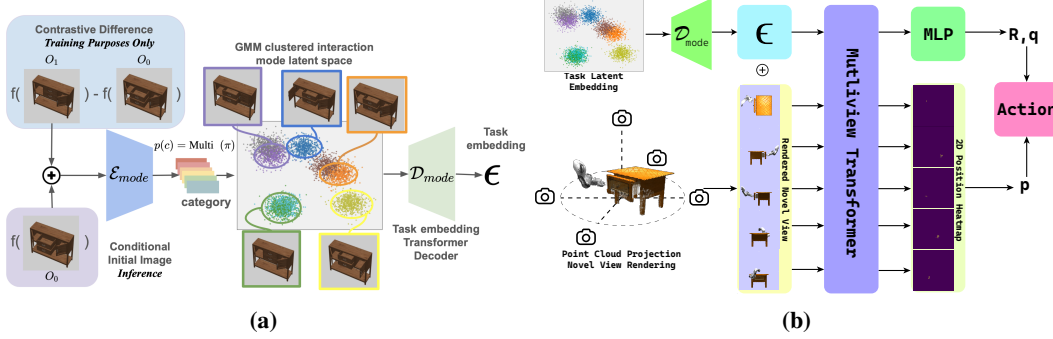 Contrastive Difference
Training Purposes Only
O₁
O₀
f( ) - f( )
p(c) = Multi (π)
ℰmode
category
f( )
O₀
Conditional
Initial Image
Inference
GMM clustered interaction
mode latent space
𝒟mode
Task
embedding
ϵ
Task embedding
Transformer
Decoder
(a)
Task Latent
Embedding
𝒟mode
ϵ
⊕
Point Cloud Projection
Novel View Rendering
Rendered Novel View
Mutliview Transformer
MLP
2D Position Heatmap
R,q
Action
p
(b)